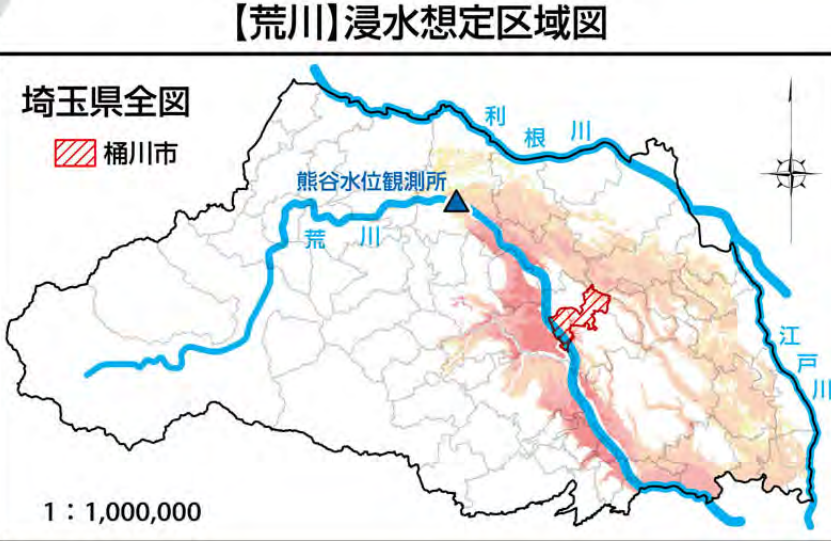 【荒川】浸水想定区域図
埼玉県全図
桶川市
利根川
熊谷水位観測所
荒川
江戸川
1：1,000,000